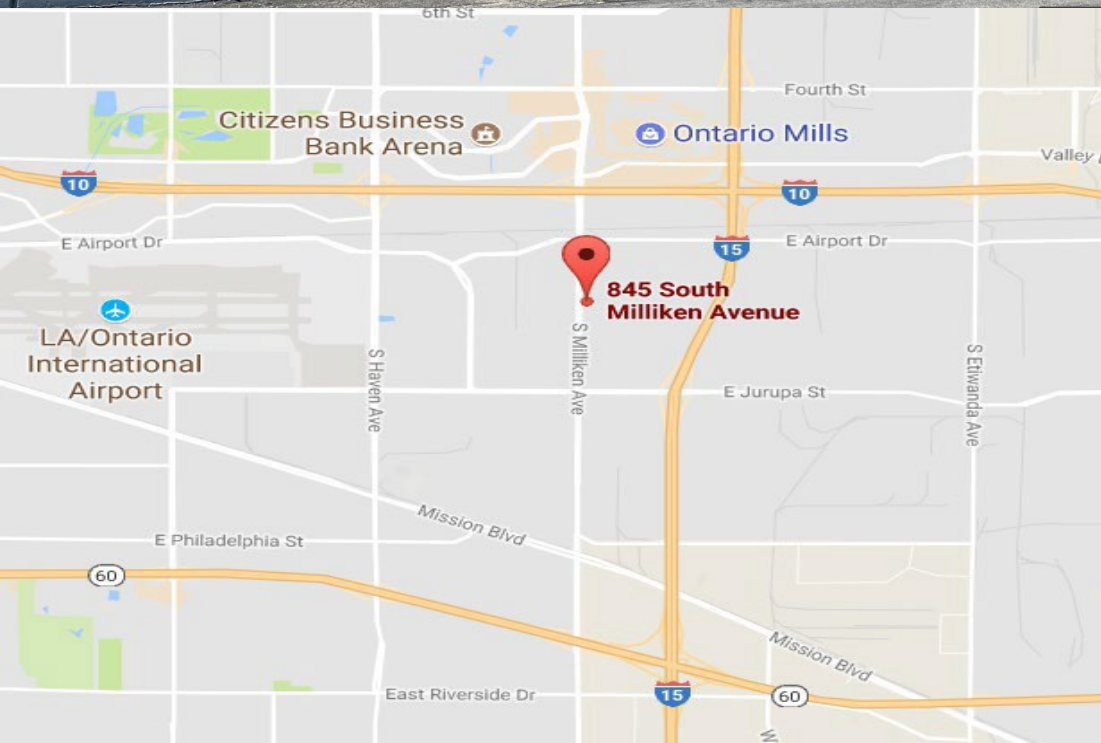 6th St
Fourth St
Citizens Business
Bank Arena
Ontario Mills
Valley
10
10
E Airport Dr
15
E Airport Dr
845 South
Milliken Avenue
LA/Ontario
International
Airport
S Haven Ave
S Milliken Ave
S Etiwanda Ave
E Jurupa St
Mission Blvd
E Philadelphia St
60
Mission Blvd
East Riverside Dr
15
60
W